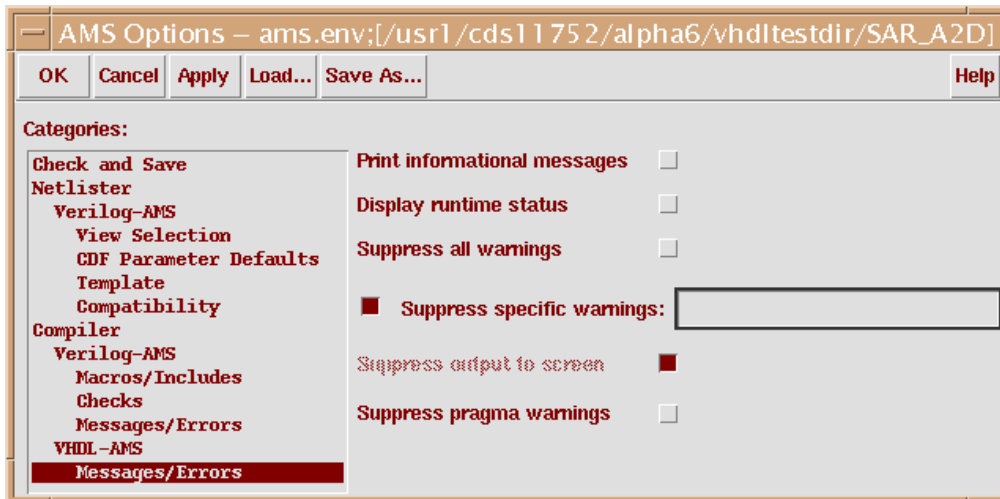 AMS Options – ams.env;[/usr1/cds11752/alpha6/vhdltestdir/SAR_A2D]
OK Cancel Apply Load... Save As... Help
Categories:
Check and Save
Netlister
Verilog-AMS
View Selection
CDF Parameter Defaults
Template
Compatibility
Compiler
Verilog-AMS
Macros/Includes
Checks
Messages/Errors
VHDL-AMS
Messages/Errors
Print informational messages
Display runtime status
Suppress all warnings
Suppress specific warnings:
Suppress output to screen
Suppress pragma warnings